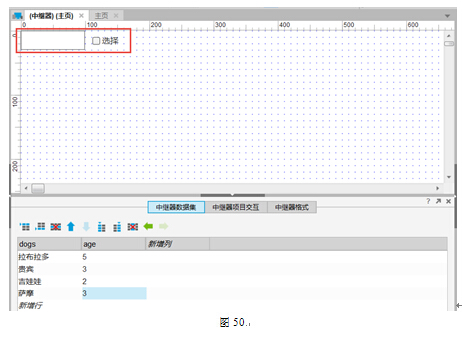 (中继器) (主页) 主页
0 100 200 300 400 500 600
0
选择
100
200
中继器数据集 中继器项目交互 中继器格式
dogs age 新增列
拉布拉多 5
贵宾 3
吉娃娃 2
萨摩 3
新增行
图 50.